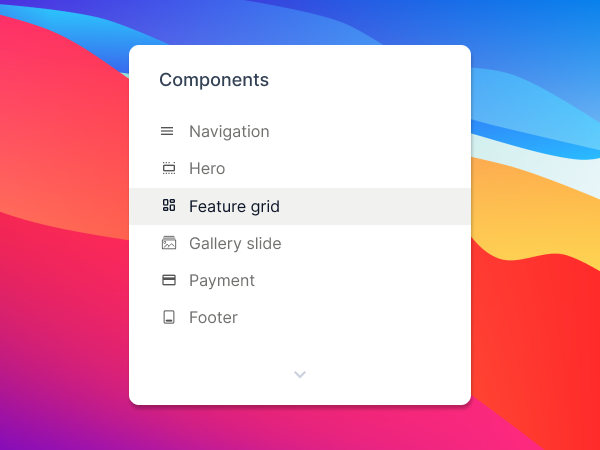 Components
Navigation
Hero
Feature grid
Gallery slide
Payment
Footer